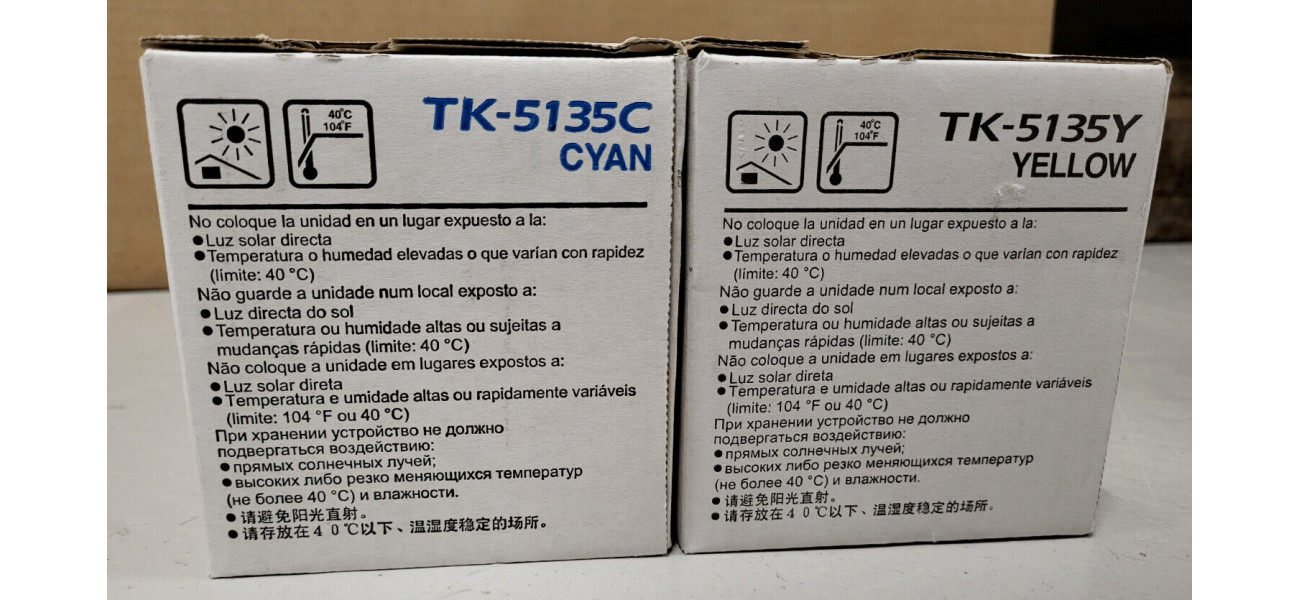 40°C
104°F
TK-5135C
CYAN
No coloque la unidad en un lugar expuesto a la:
●Luz solar directa
●Temperatura o humedad elevadas o que varían con rapidez
(límite: 40 °C)
Não guarde a unidade num local exposto a:
●Luz directa do sol
●Temperatura ou humidade altas ou sujeitas a
mudanças rápidas (limite: 40 °C)
Não coloque a unidade em lugares expostos a:
●Luz solar direta
●Temperatura e umidade altas ou rapidamente variáveis
(limite: 104 °F ou 40 °C)
При хранении устройство не должно
подвергаться воздействию:
●прямых солнечных лучей;
●высоких либо резко меняющихся температур
(не более 40 °C) и влажности.
●请避免阳光直射。
●请存放在４０℃以下、温湿度稳定的场所。
40°C
104°F
TK-5135Y
YELLOW
No coloque la unidad en un lugar expuesto a la:
●Luz solar directa
●Temperatura o humedad elevadas o que varían con rapidez
(límite: 40 °C)
Não guarde a unidade num local exposto a:
●Luz directa do sol
●Temperatura ou humidade altas ou sujeitas a
mudanças rápidas (limite: 40 °C)
Não coloque a unidade em lugares expostos a:
●Luz solar direta
●Temperatura e umidade altas ou rapidamente variáveis
(limite: 104 °F ou 40 °C)
При хранении устройство не должно
подвергаться воздействию:
●прямых солнечных лучей;
●высоких либо резко меняющихся температур
(не более 40 °C) и влажности.
●请避免阳光直射。
●请存放在４０℃以下、温湿度稳定的场所。